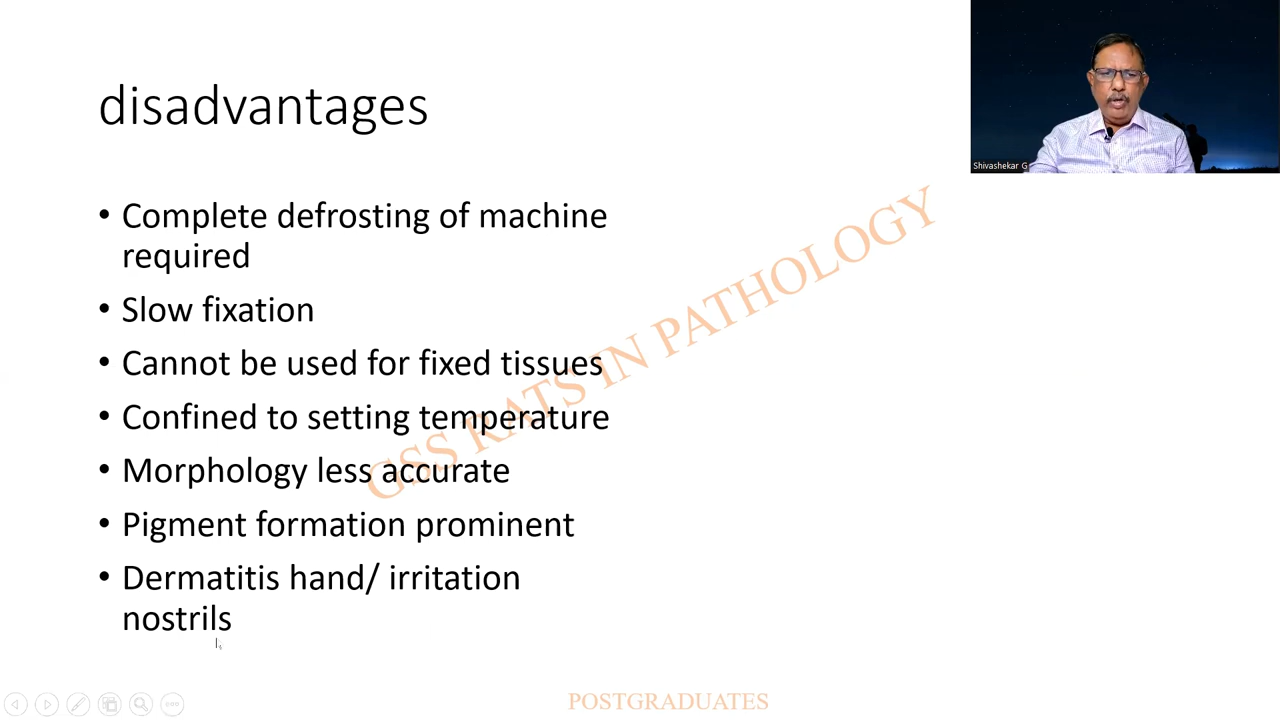 disadvantages
Shivashekar G
• Complete defrosting of machine
required
• Slow fixation
• Cannot be used for fixed tissues
• Confined to setting temperature
• Morphology less accurate
• Pigment formation prominent
• Dermatitis hand/ irritation
nostrils
GSS RATS IN PATHOLOGY
POSTGRADUATES